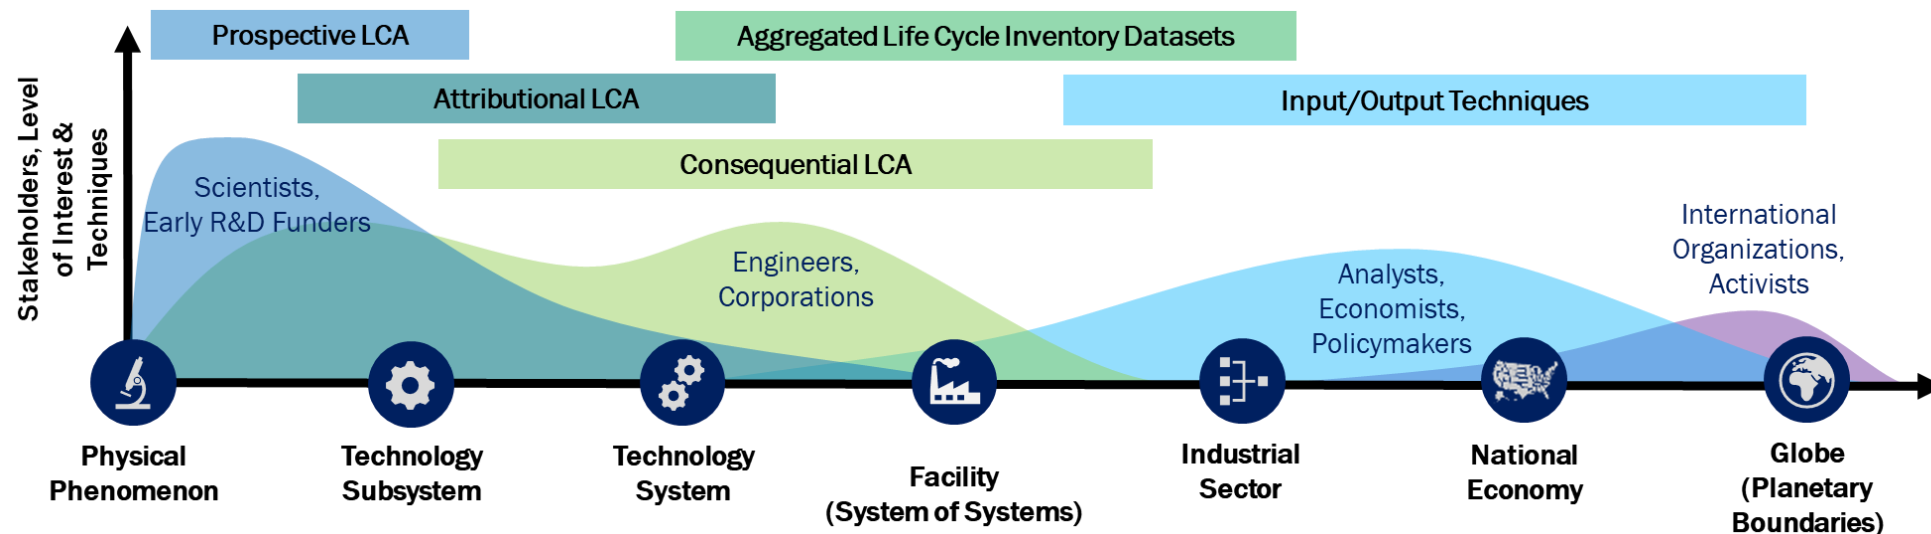 Prospective LCA
Aggregated Life Cycle Inventory Datasets
Attributional LCA
Input/Output Techniques
Consequential LCA
Stakeholders, Level
of Interest &
Techniques
Scientists,
Early R&D Funders
Engineers,
Corporations
Analysts,
Economists,
Policymakers
International
Organizations,
Activists
Physical
Phenomenon
Technology
Subsystem
Technology
System
Facility
(System of Systems)
Industrial
Sector
National
Economy
Globe
(Planetary
Boundaries)